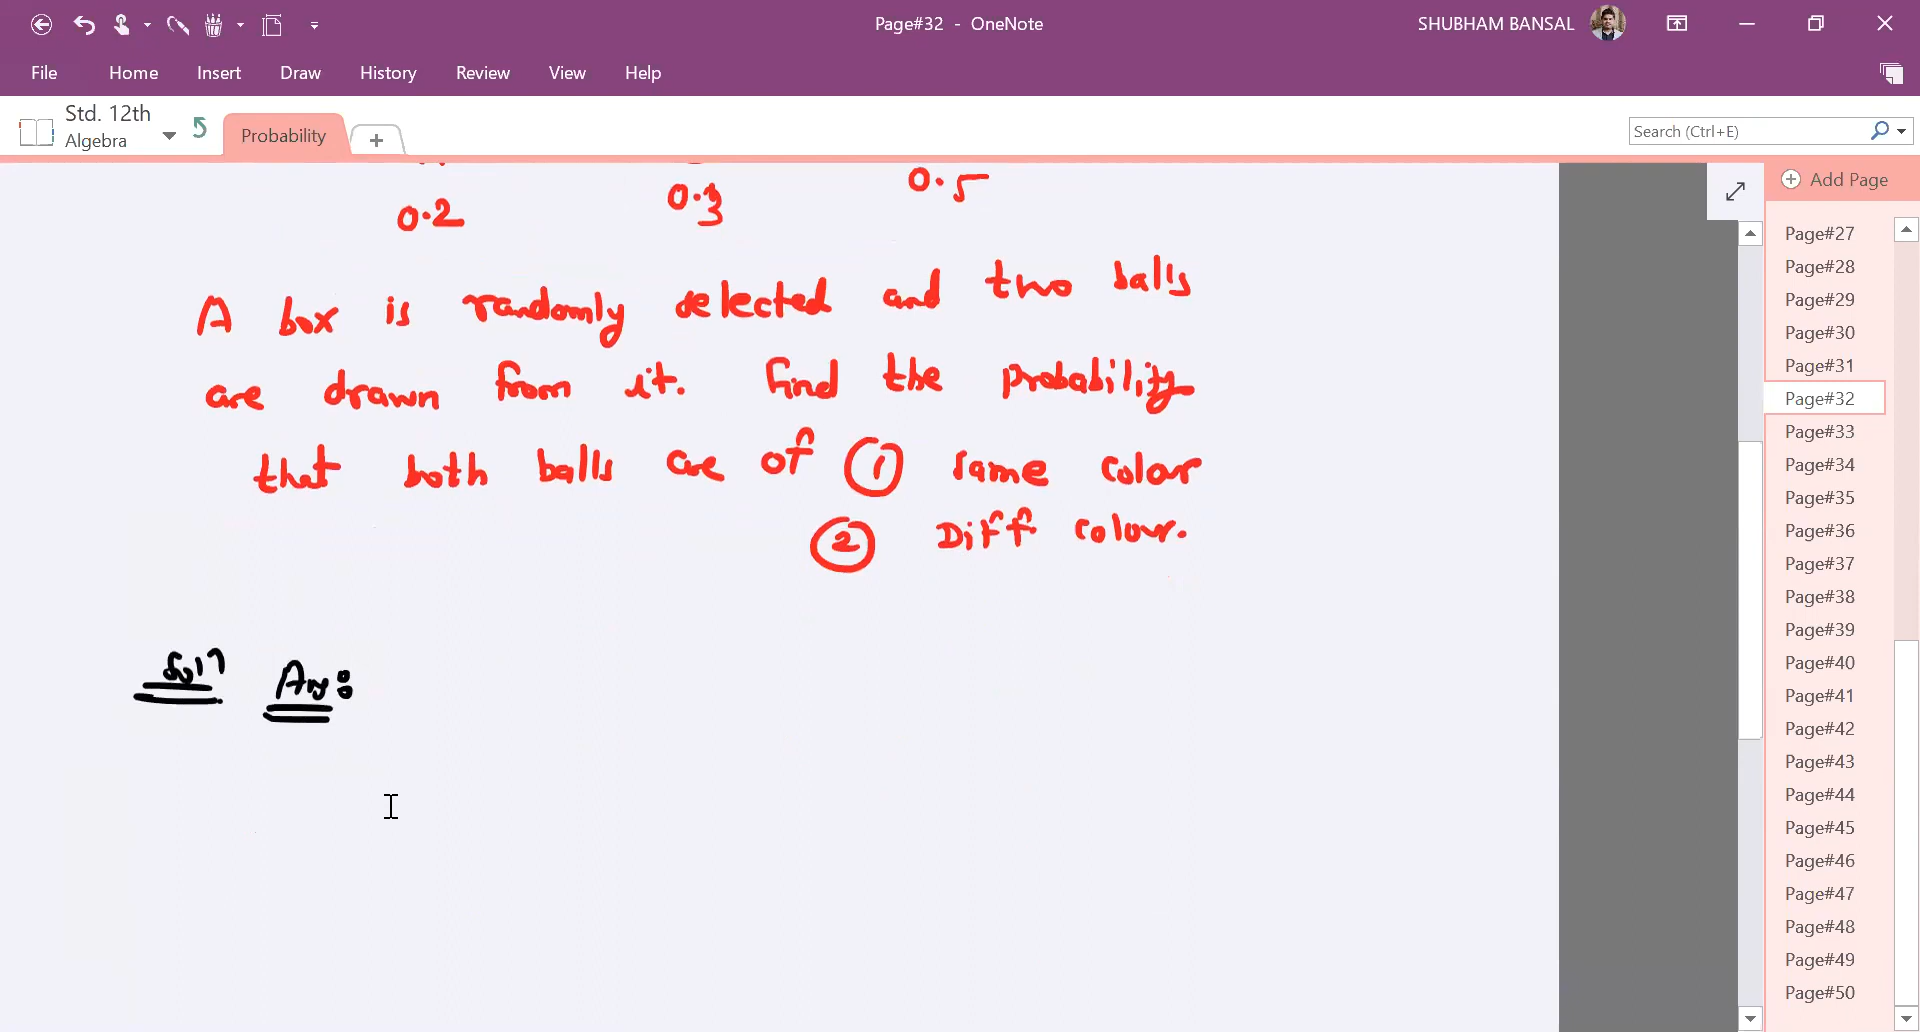 Page#32 - OneNote
SHUBHAM BANSAL
File Home Insert Draw History Review View Help
Std. 12th
Algebra
Probability
+
Search (Ctrl+E)
Add Page
0.2 0.3 0.5
A box is randomly selected and two balls
are drawn from it. Find the probability
that both balls are of ① same colour
② Diff colour.
Soln Ans:
Page#27
Page#28
Page#29
Page#30
Page#31
Page#32
Page#33
Page#34
Page#35
Page#36
Page#37
Page#38
Page#39
Page#40
Page#41
Page#42
Page#43
Page#44
Page#45
Page#46
Page#47
Page#48
Page#49
Page#50